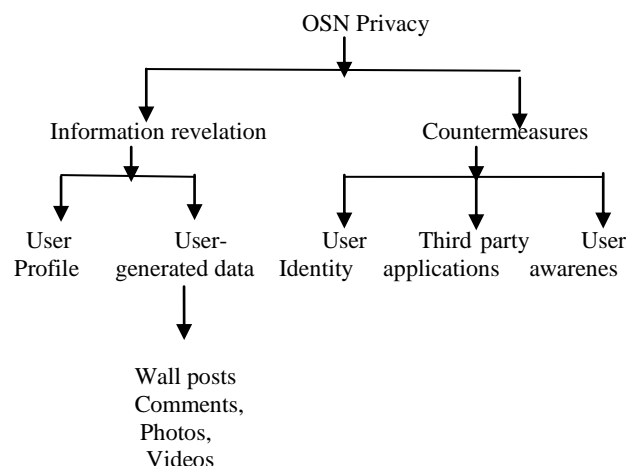 OSN Privacy
Information revelation
Countermeasures
User Profile
User-
generated data
User
Identity
Third party
applications
User
awarenes
Wall posts
Comments,
Photos,
Videos